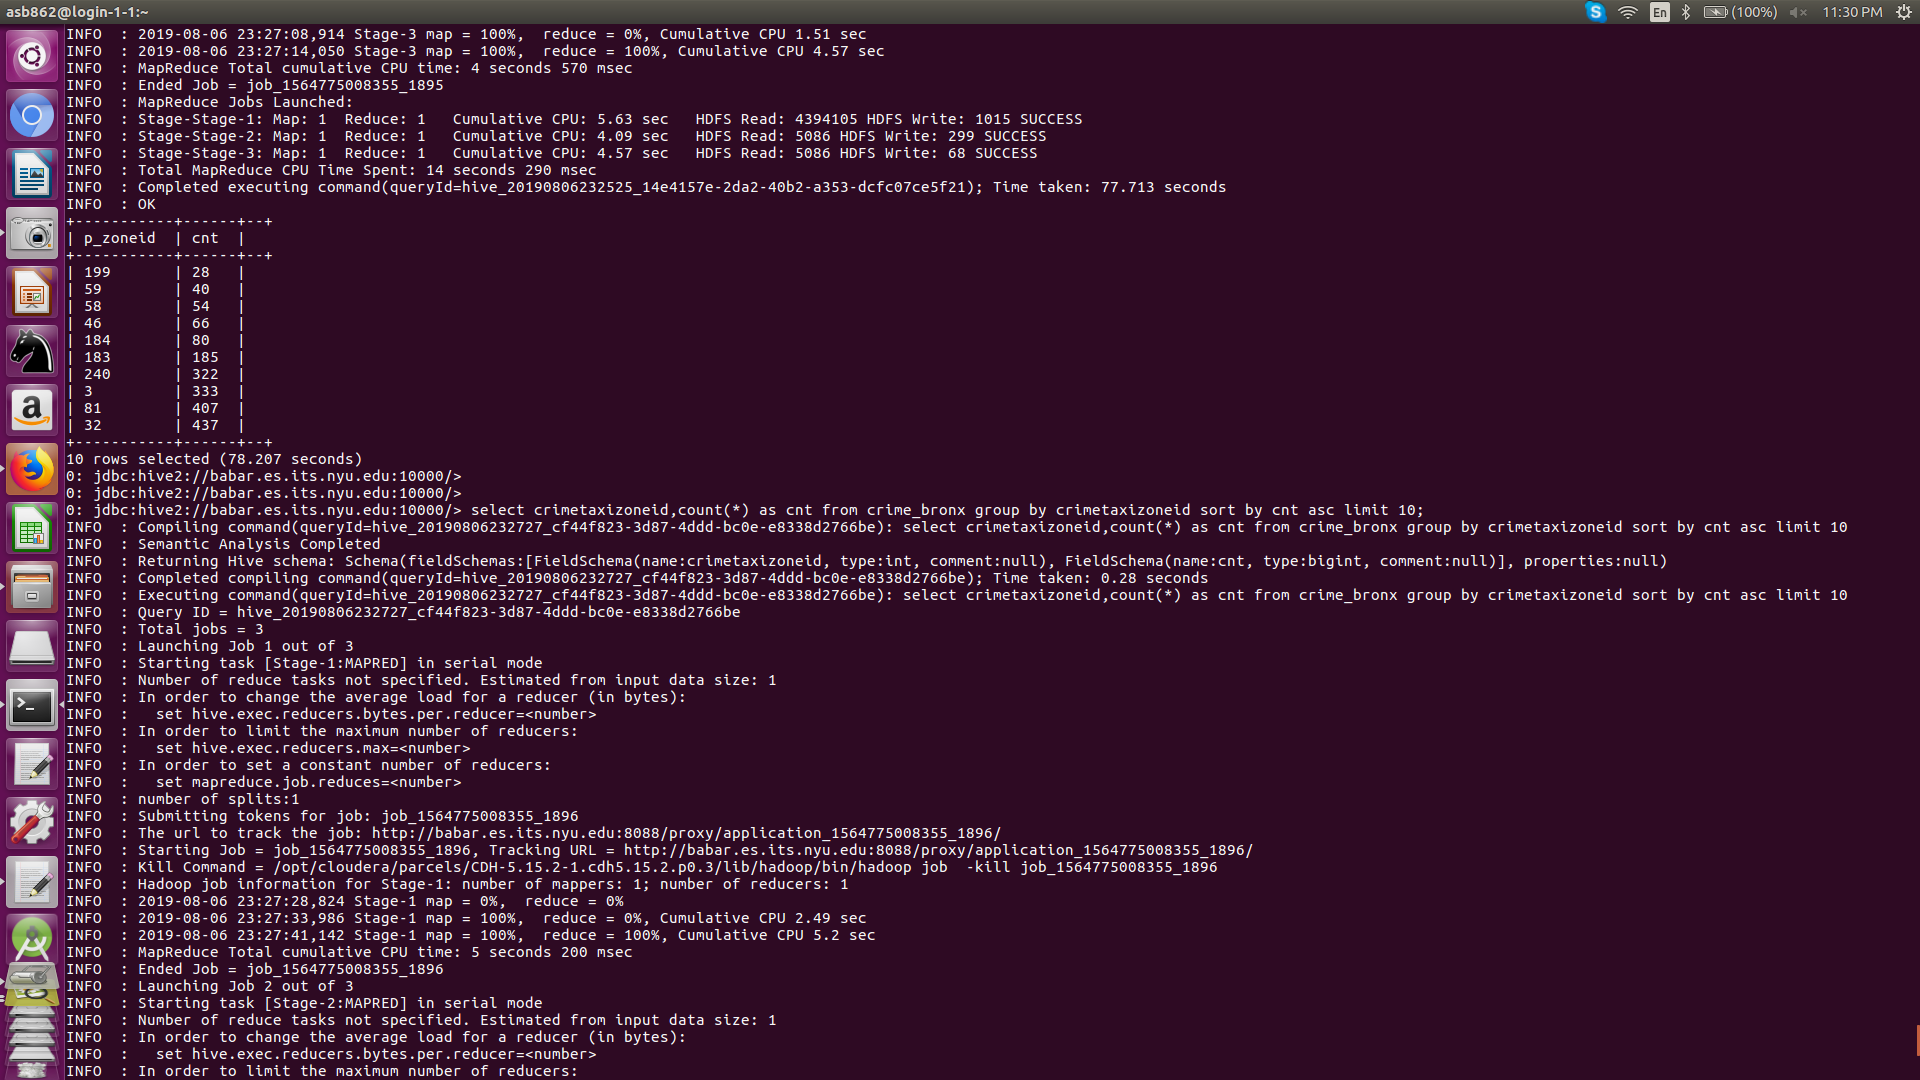 asb862@login-1-1:~
En
(100%)
11:30 PM
INFO  : 2019-08-06 23:27:08,914 Stage-3 map = 100%,  reduce = 0%, Cumulative CPU 1.51 sec
INFO  : 2019-08-06 23:27:14,050 Stage-3 map = 100%,  reduce = 100%, Cumulative CPU 4.57 sec
INFO  : MapReduce Total cumulative CPU time: 4 seconds 570 msec
INFO  : Ended Job = job_1564775008355_1895
INFO  : MapReduce Jobs Launched:
INFO  : Stage-Stage-1: Map: 1  Reduce: 1   Cumulative CPU: 5.63 sec   HDFS Read: 4394105 HDFS Write: 1015 SUCCESS
INFO  : Stage-Stage-2: Map: 1  Reduce: 1   Cumulative CPU: 4.09 sec   HDFS Read: 5086 HDFS Write: 299 SUCCESS
INFO  : Stage-Stage-3: Map: 1  Reduce: 1   Cumulative CPU: 4.57 sec   HDFS Read: 5086 HDFS Write: 68 SUCCESS
INFO  : Total MapReduce CPU Time Spent: 14 seconds 290 msec
INFO  : Completed executing command(queryId=hive_20190806232525_14e4157e-2da2-40b2-a353-dcfc07ce5f21); Time taken: 77.713 seconds
INFO  : OK
+-----------+------+--+
| p_zoneid  | cnt  |
+-----------+------+--+
| 199       | 28   |
| 59        | 40   |
| 58        | 54   |
| 46        | 66   |
| 184       | 80   |
| 183       | 185  |
| 240       | 322  |
| 3         | 333  |
| 81        | 407  |
| 32        | 437  |
+-----------+------+--+
10 rows selected (78.207 seconds)
0: jdbc:hive2://babar.es.its.nyu.edu:10000/>
0: jdbc:hive2://babar.es.its.nyu.edu:10000/>
0: jdbc:hive2://babar.es.its.nyu.edu:10000/> select crimetaxizoneid,count(*) as cnt from crime_bronx group by crimetaxizoneid sort by cnt asc limit 10;
INFO  : Compiling command(queryId=hive_20190806232727_cf44f823-3d87-4ddd-bc0e-e8338d2766be): select crimetaxizoneid,count(*) as cnt from crime_bronx group by crimetaxizoneid sort by cnt asc limit 10
INFO  : Semantic Analysis Completed
INFO  : Returning Hive schema: Schema(fieldSchemas:[FieldSchema(name:crimetaxizoneid, type:int, comment:null), FieldSchema(name:cnt, type:bigint, comment:null)], properties:null)
INFO  : Completed compiling command(queryId=hive_20190806232727_cf44f823-3d87-4ddd-bc0e-e8338d2766be); Time taken: 0.28 seconds
INFO  : Executing command(queryId=hive_20190806232727_cf44f823-3d87-4ddd-bc0e-e8338d2766be): select crimetaxizoneid,count(*) as cnt from crime_bronx group by crimetaxizoneid sort by cnt asc limit 10
INFO  : Query ID = hive_20190806232727_cf44f823-3d87-4ddd-bc0e-e8338d2766be
INFO  : Total jobs = 3
INFO  : Launching Job 1 out of 3
INFO  : Starting task [Stage-1:MAPRED] in serial mode
INFO  : Number of reduce tasks not specified. Estimated from input data size: 1
INFO  : In order to change the average load for a reducer (in bytes):
INFO  :   set hive.exec.reducers.bytes.per.reducer=<number>
INFO  : In order to limit the maximum number of reducers:
INFO  :   set hive.exec.reducers.max=<number>
INFO  : In order to set a constant number of reducers:
INFO  :   set mapreduce.job.reduces=<number>
INFO  : number of splits:1
INFO  : Submitting tokens for job: job_1564775008355_1896
INFO  : The url to track the job: http://babar.es.its.nyu.edu:8088/proxy/application_1564775008355_1896/
INFO  : Starting Job = job_1564775008355_1896, Tracking URL = http://babar.es.its.nyu.edu:8088/proxy/application_1564775008355_1896/
INFO  : Kill Command = /opt/cloudera/parcels/CDH-5.15.2-1.cdh5.15.2.p0.3/lib/hadoop/bin/hadoop job  -kill job_1564775008355_1896
INFO  : Hadoop job information for Stage-1: number of mappers: 1; number of reducers: 1
INFO  : 2019-08-06 23:27:28,824 Stage-1 map = 0%,  reduce = 0%
INFO  : 2019-08-06 23:27:33,986 Stage-1 map = 100%,  reduce = 0%, Cumulative CPU 2.49 sec
INFO  : 2019-08-06 23:27:41,142 Stage-1 map = 100%,  reduce = 100%, Cumulative CPU 5.2 sec
INFO  : MapReduce Total cumulative CPU time: 5 seconds 200 msec
INFO  : Ended Job = job_1564775008355_1896
INFO  : Launching Job 2 out of 3
INFO  : Starting task [Stage-2:MAPRED] in serial mode
INFO  : Number of reduce tasks not specified. Estimated from input data size: 1
INFO  : In order to change the average load for a reducer (in bytes):
INFO  :   set hive.exec.reducers.bytes.per.reducer=<number>
INFO  : In order to limit the maximum number of reducers: